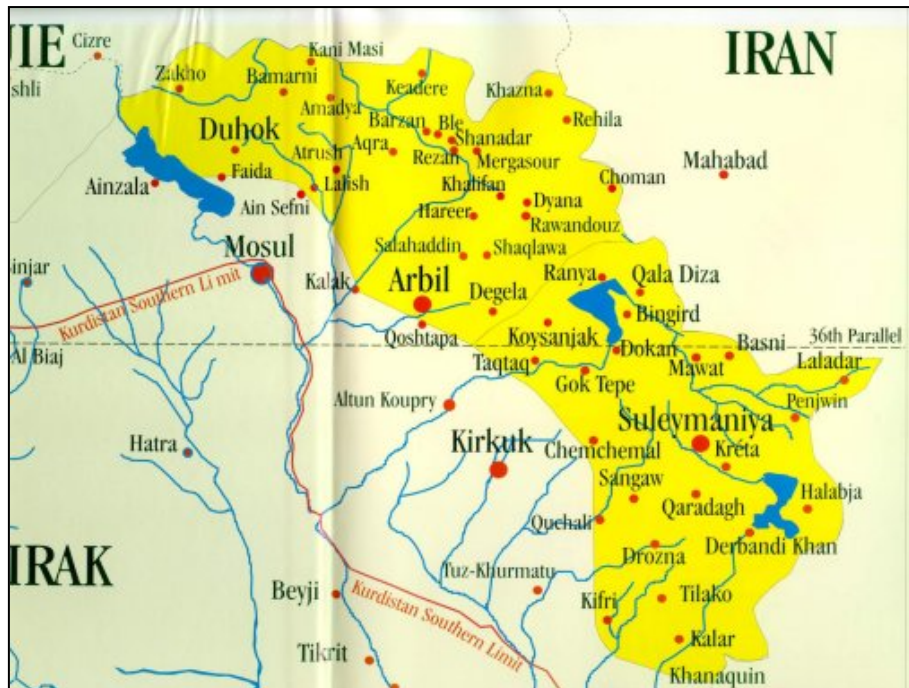 JIE
Cizre
Kani Masi
IRAN
shli
Zakho
Bamarni
Keadere
Khazna
Amadya
Duhok
Barzan
Ble
Rehila
Shanadar
Atrush
Aqra
Rezan
Mergasour
Mahabad
Ainzala
Faida
Lalish
Khalifan
Choman
Ain Sefni
Hareer
Dyana
Rawandouz
Mosul
Salahaddin
Shaqlawa
injar
Kurdistan Southern Li mit
Kalak
Arbil
Ranya
Qala Diza
Degela
Bingird
Qoshtapa
Koysanjak
36th Parallel
Al Biaj
Taqtaq
Dokan
Basni
Mawat
Laladar
Gok Tepe
Altun Koupry
Penjwin
Suleymaniya
Hatra
Kirkuk
Chemchemal
Kreta
Sangaw
Qaradagh
Halabja
Quchali
IRAK
Drozna
Derbandi Khan
Tuz-Khurmatu
Beyji
Kurdistan Southern Limit
Kifri
Tilako
Tikrit
Kalar
Khanaquin